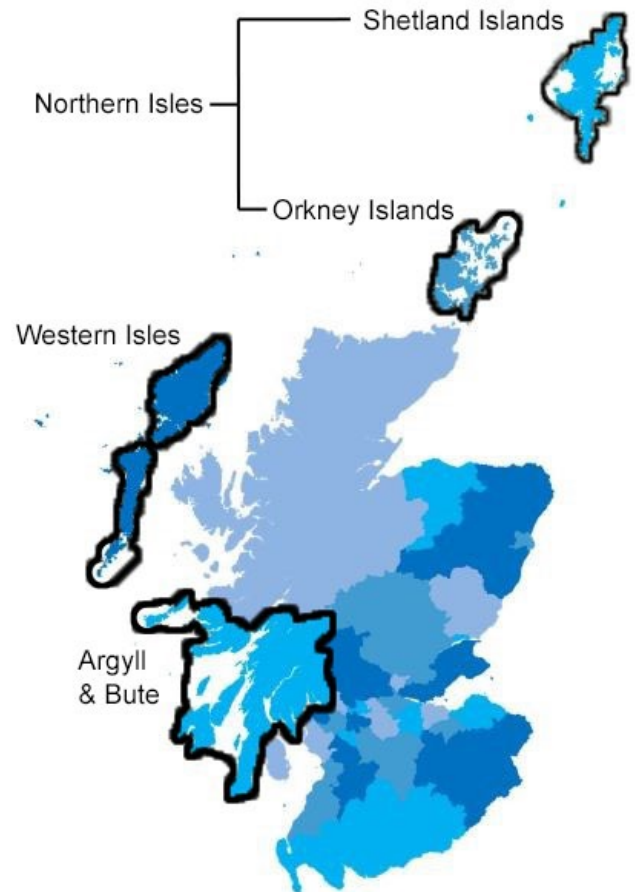 Shetland Islands
Northern Isles
Orkney Islands
Western Isles
Argyll
& Bute